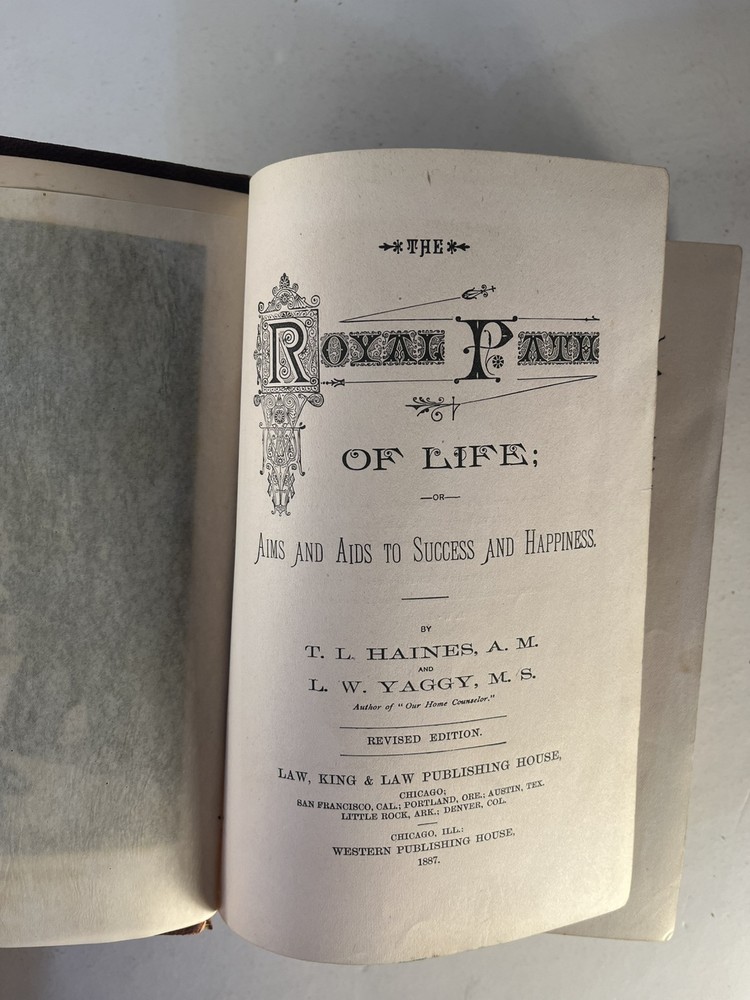 THE
ROYAL PATH
OF LIFE;
—OR—
AIMS AND AIDS TO SUCCESS AND HAPPINESS.
BY
T. L. HAINES, A. M.
AND
L. W. YAGGY, M. S.
Author of "Our Home Counselor."
REVISED EDITION.
LAW, KING & LAW PUBLISHING HOUSE,
CHICAGO;
SAN FRANCISCO, CAL.; PORTLAND, ORE.; AUSTIN, TEX.
LITTLE ROCK, ARK.; DENVER, COL.
CHICAGO, ILL.:
WESTERN PUBLISHING HOUSE,
1887.